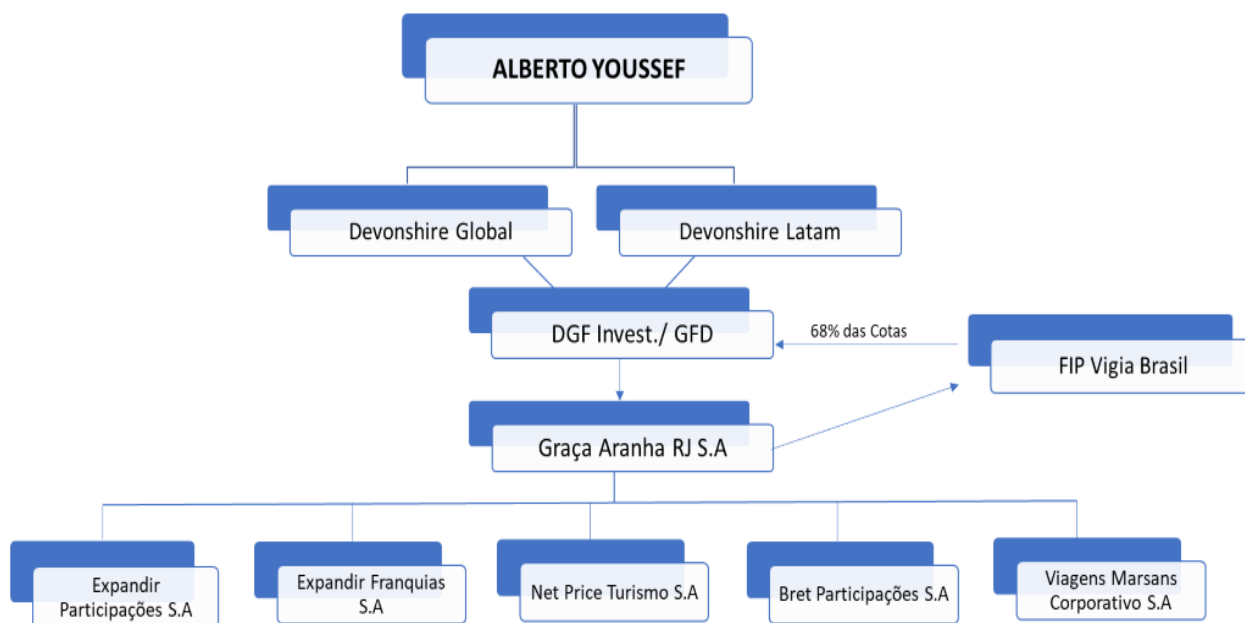 ALBERTO YOUSSEF
Devonshire Global
Devonshire Latam
DGF Invest./ GFD
68% das Cotas
FIP Vigia Brasil
Graça Aranha RJ S.A
Expandir
Participações S.A
Expandir Franquias
S.A
Net Price Turismo S.A
Bret Participações S.A
Viagens Marsans
Corporativo S.A